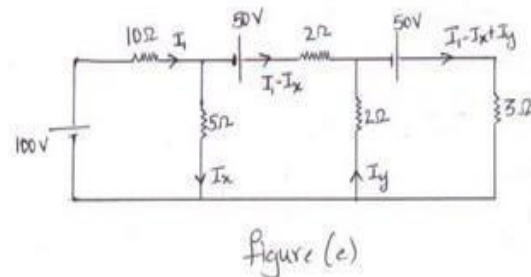 50V 50V
10Ω I₁ 2Ω I₁-Iₓ+Iy
I₁-Iₓ
100V 5Ω 2Ω 3Ω
Iₓ Iy
figure (e)